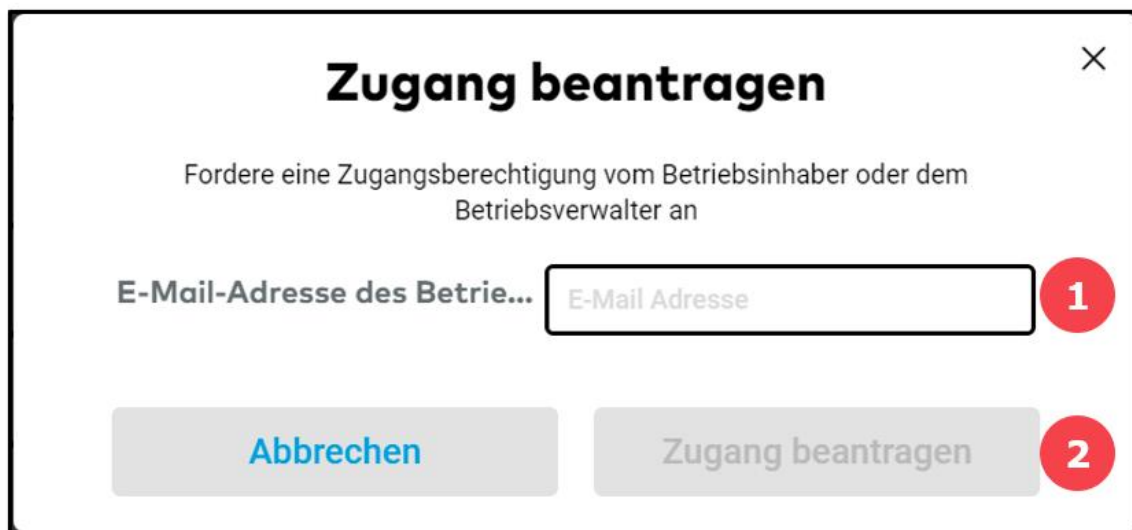 Zugang beantragen
Fordere eine Zugangsberechtigung vom Betriebsinhaber oder dem
Betriebsverwalter an
E-Mail-Adresse des Betrie... E-Mail Adresse 1
Abbrechen Zugang beantragen 2